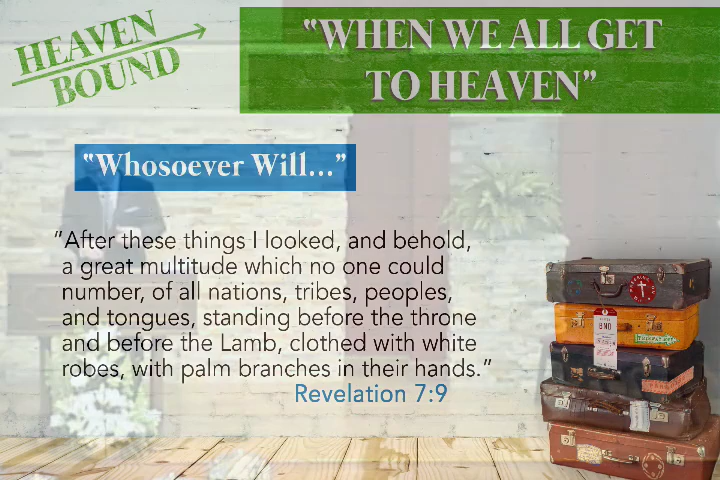 HEAVEN
BOUND
“WHEN WE ALL GET
TO HEAVEN”
“Whosoever Will...”
“After these things I looked, and behold,
a great multitude which no one could
number, of all nations, tribes, peoples,
and tongues, standing before the throne
and before the Lamb, clothed with white
robes, with palm branches in their hands.”
Revelation 7:9
BNO